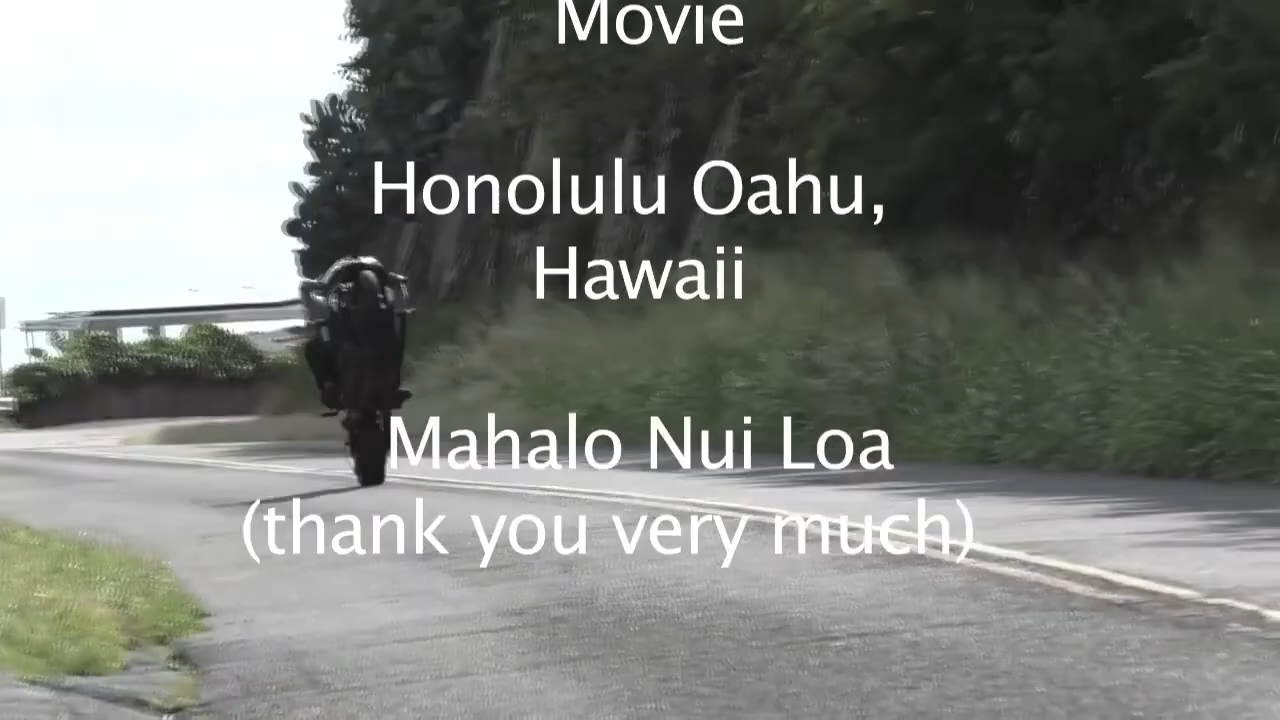 Movie
Honolulu Oahu,
Hawaii
Mahalo Nui Loa
(thank you very much)